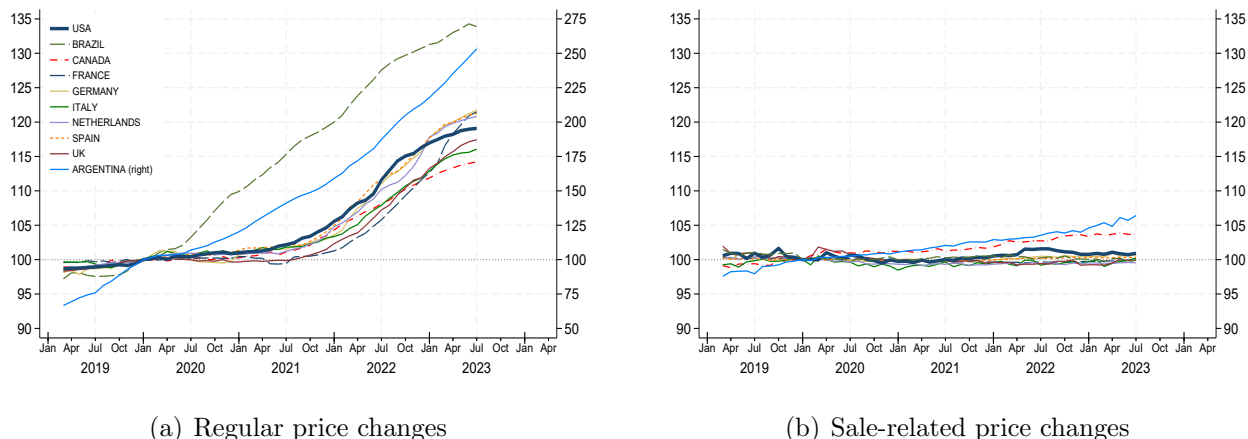 135
130
125
120
115
110
105
100
95
90
275
250
225
200
175
150
125
100
75
50
USA
BRAZIL
CANADA
FRANCE
GERMANY
ITALY
NETHERLANDS
SPAIN
UK
ARGENTINA (right)
Jan Apr Jul Oct Jan Apr Jul Oct Jan Apr Jul Oct Jan Apr Jul Oct Jan Apr Jul Oct Jan Apr
2019 2020 2021 2022 2023
(a) Regular price changes
135
130
125
120
115
110
105
100
95
90
135
130
125
120
115
110
105
100
95
90
Jan Apr Jul Oct Jan Apr Jul Oct Jan Apr Jul Oct Jan Apr Jul Oct Jan Apr Jul Oct Jan Apr
2019 2020 2021 2022 2023
(b) Sale-related price changes